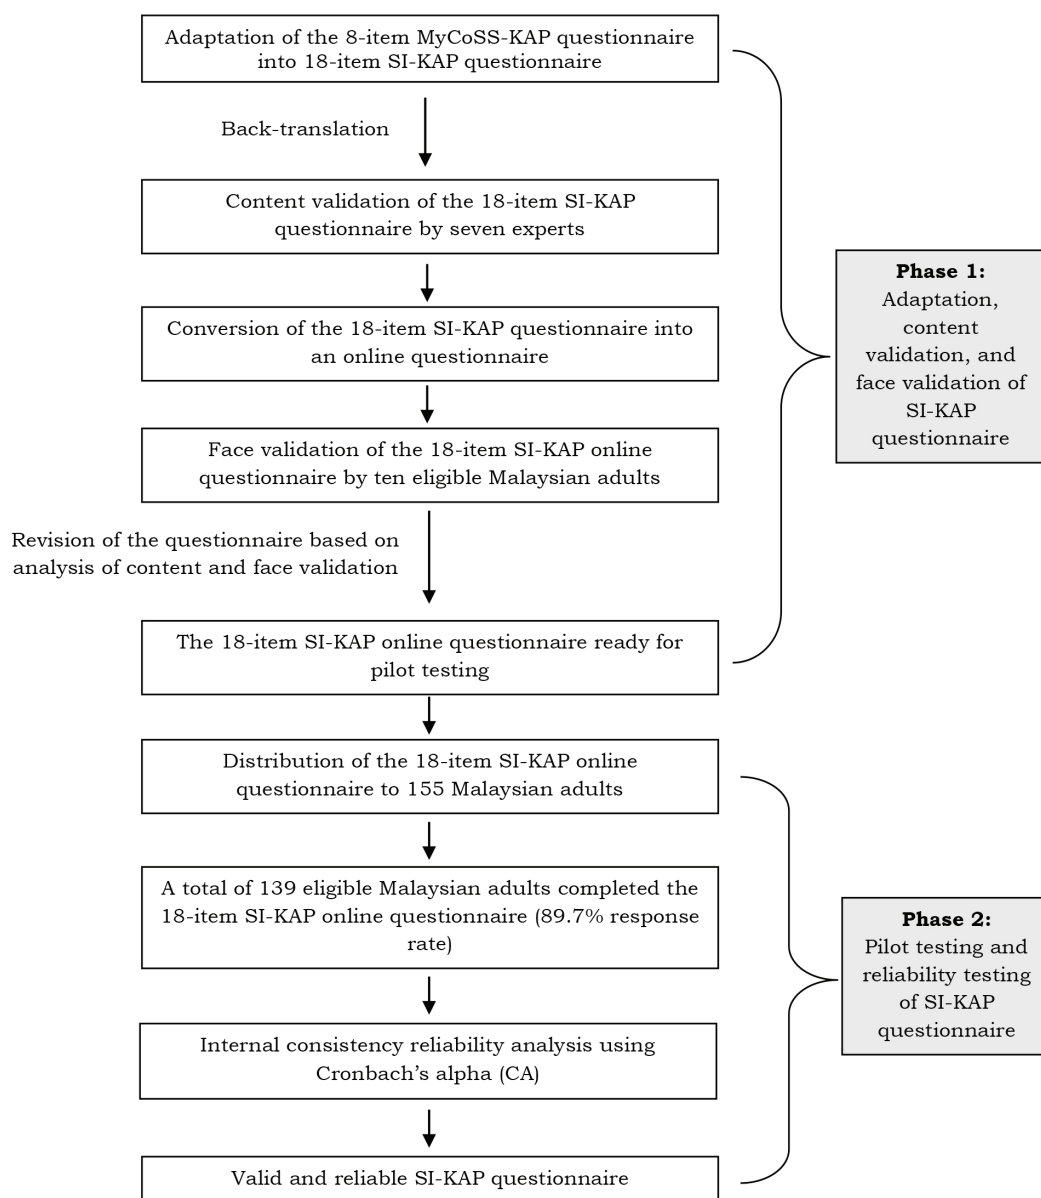 Adaptation of the 8-item MyCoSS-KAP questionnaire
into 18-item SI-KAP questionnaire
Back-translation
Content validation of the 18-item SI-KAP
questionnaire by seven experts
Conversion of the 18-item SI-KAP questionnaire into
an online questionnaire
Face validation of the 18-item SI-KAP online
questionnaire by ten eligible Malaysian adults
Revision of the questionnaire based on
analysis of content and face validation
The 18-item SI-KAP online questionnaire ready for
pilot testing
Phase 1:
Adaptation,
content
validation, and
face validation of
SI-KAP
questionnaire
Distribution of the 18-item SI-KAP online
questionnaire to 155 Malaysian adults
A total of 139 eligible Malaysian adults completed the
18-item SI-KAP online questionnaire (89.7% response
rate)
Internal consistency reliability analysis using
Cronbach’s alpha (CA)
Valid and reliable SI-KAP questionnaire
Phase 2:
Pilot testing and
reliability testing
of SI-KAP
questionnaire